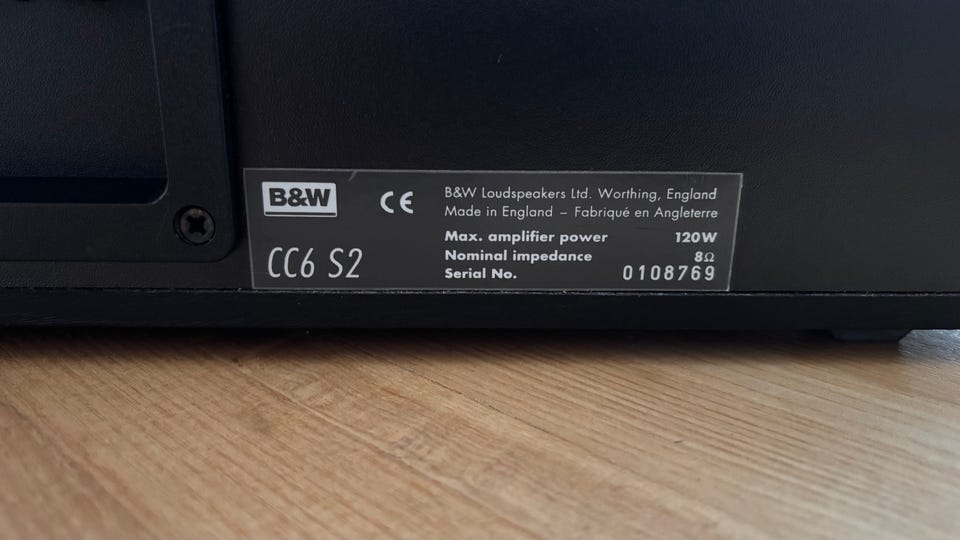 B&W
CE
CC6 S2
B&W Loudspeakers Ltd. Worthing, England
Made in England – Fabriqué en Angleterre
Max. amplifier power 120W
Nominal impedance 8Ω
Serial No. 0108769